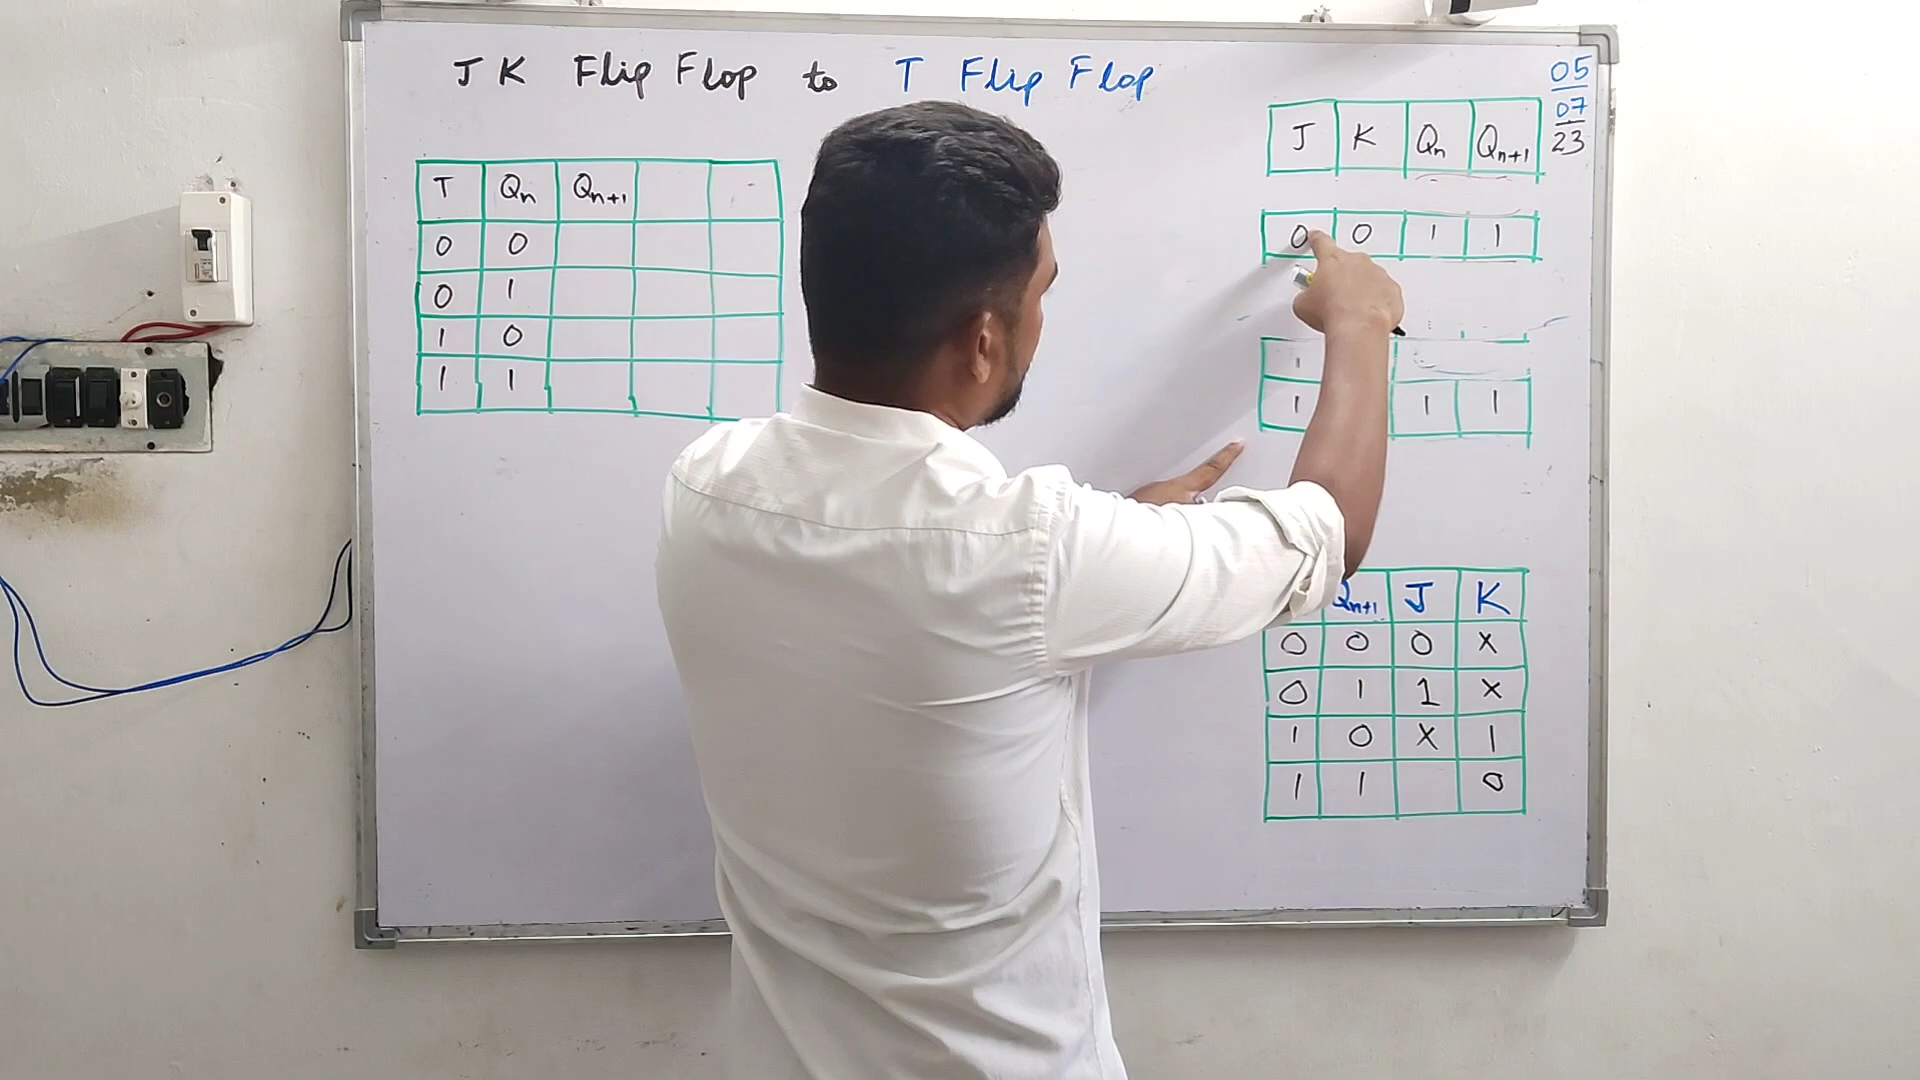 JK Flip Flop to T Flip Flop
05
07
23
T Qn Qn+1
0 0
0 1
1 0
1 1
J K Qn Qn+1
0 0 1 1
1
1 1 1
Qn+1 J K
0 0 0 X
0 1 1 X
1 0 X 1
1 1 0